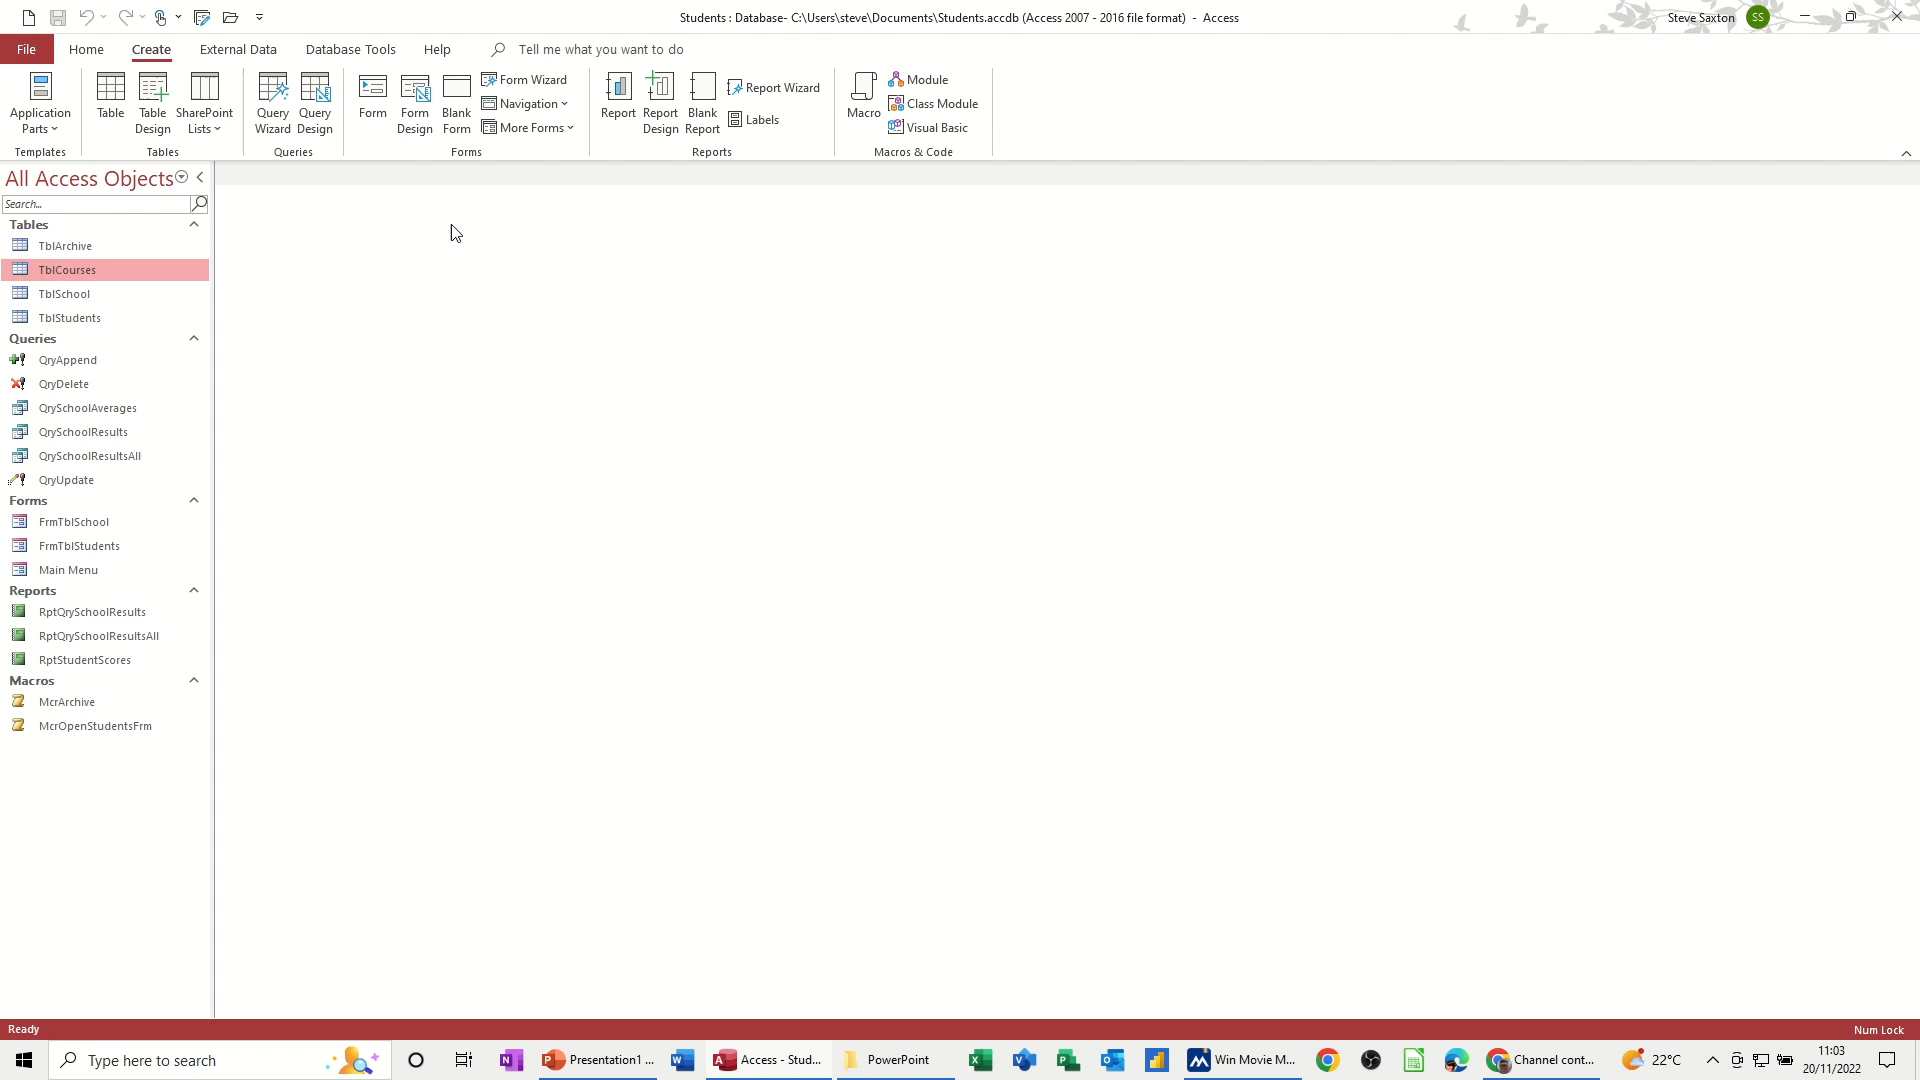 Students : Database- C:\Users\steve\Documents\Students.accdb (Access 2007 - 2016 file format)  -  Access
Steve Saxton
SS
File
Home
Create
External Data
Database Tools
Help
Tell me what you want to do
Application
Parts
Templates
Table
Table
Design
SharePoint
Lists
Tables
Query
Wizard
Query
Design
Queries
Form
Form
Design
Blank
Form
Form Wizard
Navigation
More Forms
Forms
Report
Report
Design
Blank
Report
Report Wizard
Labels
Reports
Macro
Module
Class Module
Visual Basic
Macros & Code
All Access Objects
Search...
Tables
TblArchive
TblCourses
TblSchool
TblStudents
Queries
QryAppend
QryDelete
QrySchoolAverages
QrySchoolResults
QrySchoolResultsAll
QryUpdate
Forms
FrmTblSchool
FrmTblStudents
Main Menu
Reports
RptQrySchoolResults
RptQrySchoolResultsAll
RptStudentScores
Macros
McrArchive
McrOpenStudentsFrm
Ready
Num Lock
Type here to search
Presentation1 ...
Access - Stud...
PowerPoint
Win Movie M...
Channel cont...
22°C
11:03
20/11/2022